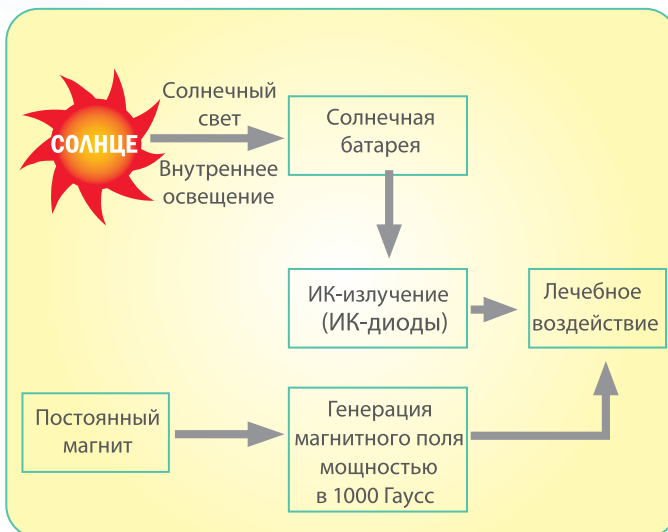 Солнечный
свет
СОЛНЦЕ
Внутреннее
освещение
Солнечная
батарея
ИК-излучение
(ИК-диоды)
Лечебное
воздействие
Постоянный
магнит
Генерация
магнитного поля
мощностью
в 1000 Гаусс